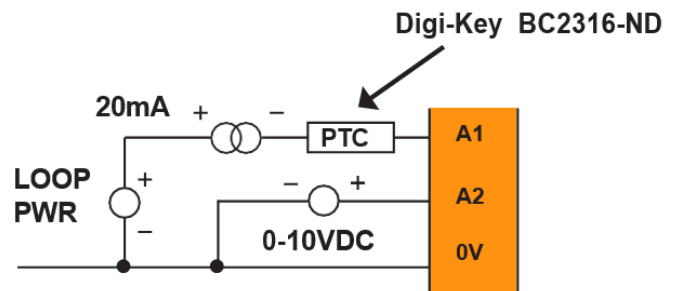 Digi-Key BC2316-ND
20mA + −
PTC
A1
LOOP
PWR
+
−
− +
A2
0-10VDC
0V